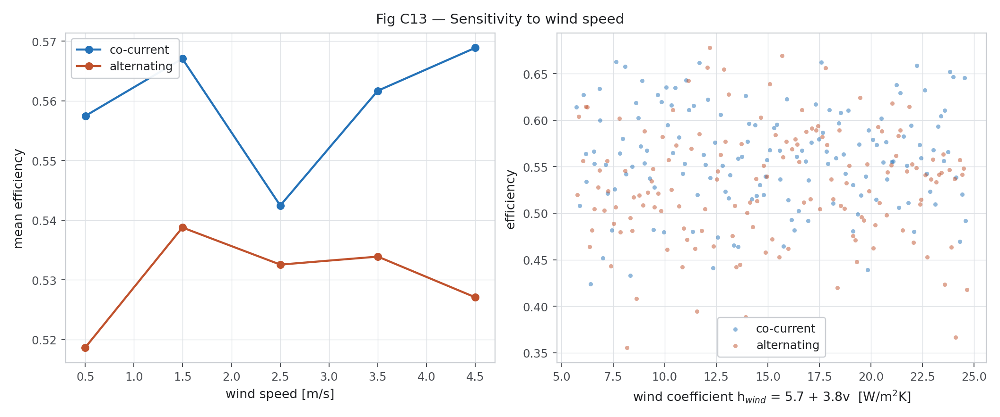 Fig C13 — Sensitivity to wind speed
co-current
alternating
0.57
0.56
0.55
0.54
0.53
0.52
mean efficiency
0.5 1.0 1.5 2.0 2.5 3.0 3.5 4.0 4.5
wind speed [m/s]
0.65
0.60
0.55
0.50
0.45
0.40
0.35
efficiency
co-current
alternating
5.0 7.5 10.0 12.5 15.0 17.5 20.0 22.5 25.0
wind coefficient h_wind = 5.7 + 3.8v [W/m²K]